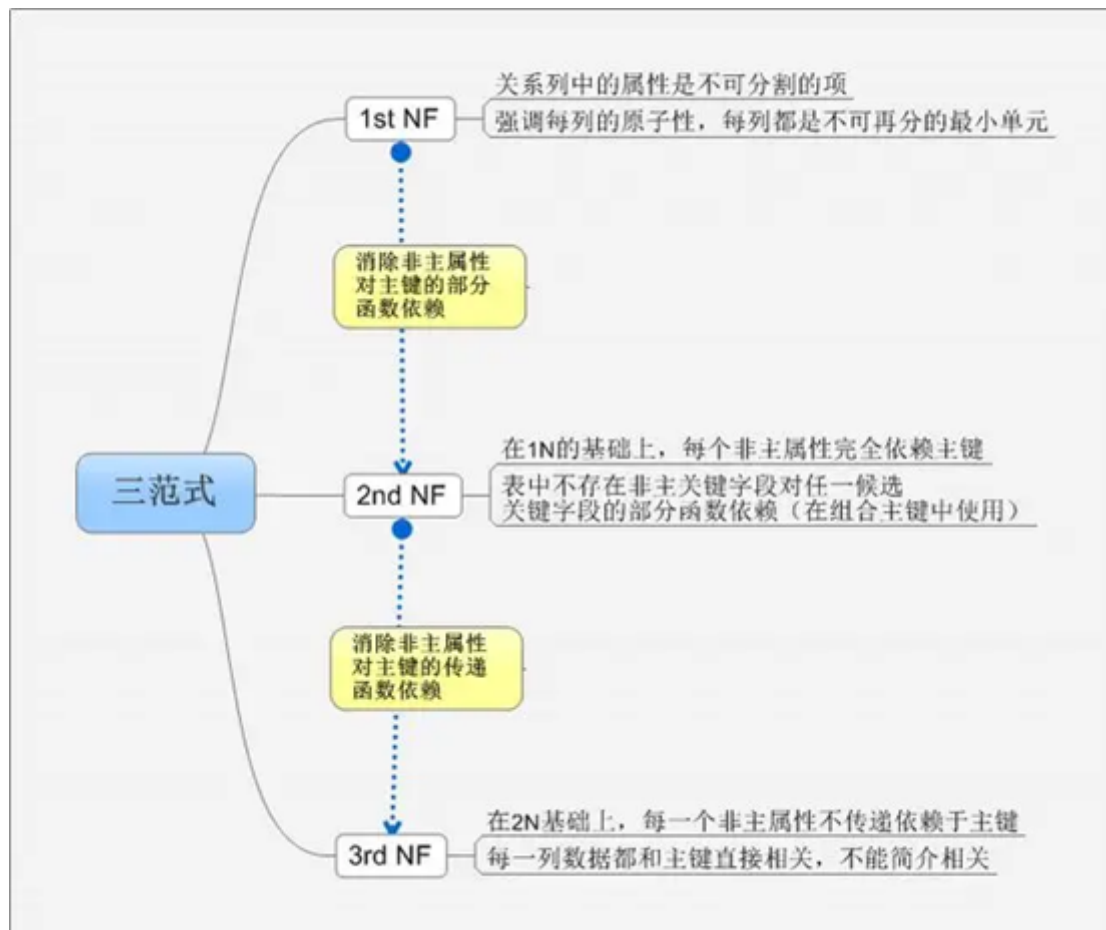 1st NF
关系列中的属性是不可分割的项
强调每列的原子性，每列都是不可再分的最小单元
消除非主属性
对主键的部分
函数依赖
三范式
2nd NF
在1N的基础上，每个非主属性完全依赖主键
表中不存在非主关键字段对任一候选
关键字段的部分函数依赖（在组合主键中使用）
消除非主属性
对主键的传递
函数依赖
3rd NF
在2N基础上，每一个非主属性不传递依赖于主键
每一列数据都和主键直接相关，不能简介相关